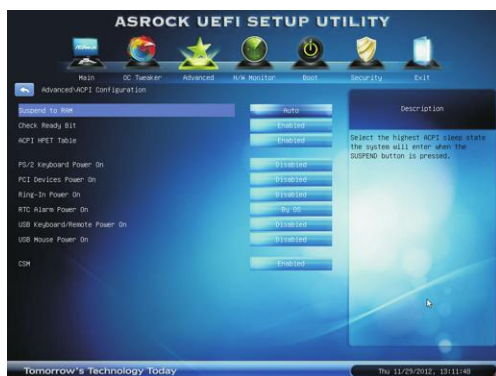 ASROCK UEFI SETUP UTILITY
Main OC Tweaker Advanced H/W Monitor Boot Security Exit
Advanced\ACPI Configuration
Description
Suspend to RAM Auto
Check Ready Bit Enabled
ACPI HPET Table Enabled
PS/2 Keyboard Power On Disabled
PCI Devices Power On Disabled
Ring-In Power On Disabled
RTC Alarm Power On By OS
USB Keyboard/Remote Power On Disabled
USB Mouse Power On Disabled
CSM Enabled
Select the highest ACPI sleep state
the system will enter when the
SUSPEND button is pressed.
Tomorrow's Technology Today
Thu 11/29/2012, 13:11:48